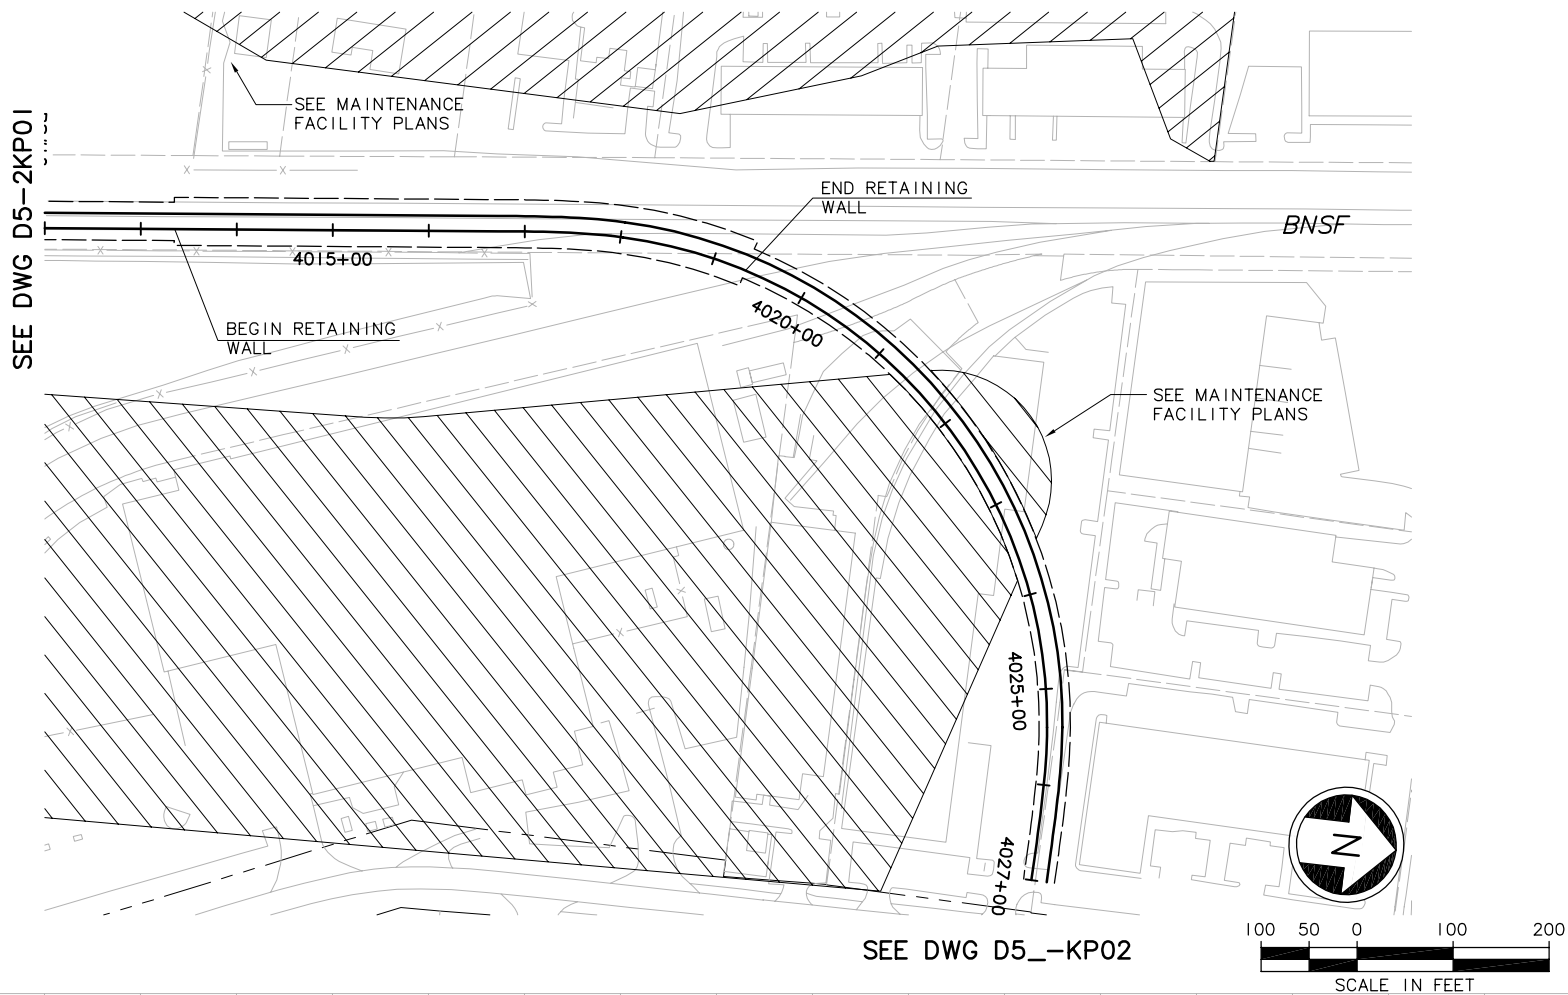 SEE MAINTENANCE
FACILITY PLANS
SEE DWG D5-2KP01
END RETAINING
WALL
BNSF
4015+00
BEGIN RETAINING
WALL
4020+00
SEE MAINTENANCE
FACILITY PLANS
4025+00
4027+00
N
SEE DWG D5_-KP02
100 50 0 100 200
SCALE IN FEET